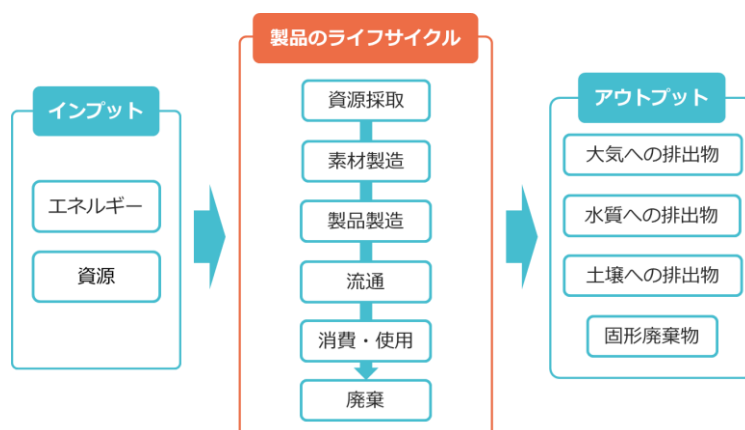 インプット
エネルギー
資源
製品のライフサイクル
資源採取
素材製造
製品製造
流通
消費・使用
廃棄
アウトプット
大気への排出物
水質への排出物
土壌への排出物
固形廃棄物